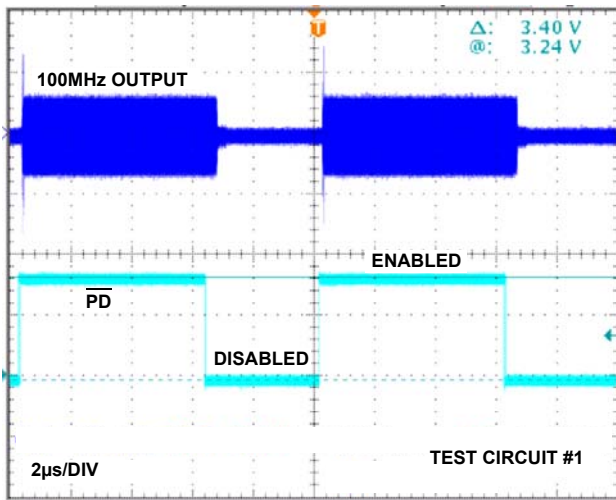 T
Δ: 3.40 V
@: 3.24 V
100MHz OUTPUT
ENABLED
PD
DISABLED
2µs/DIV
TEST CIRCUIT #1